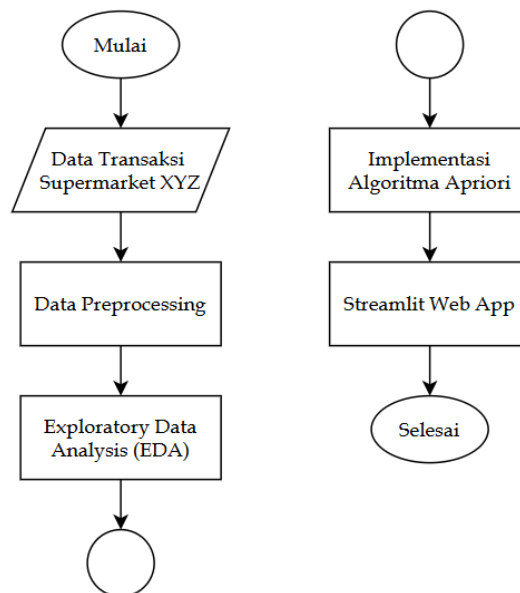 Mulai
Data Transaksi
Supermarket XYZ
Data Preprocessing
Exploratory Data
Analysis (EDA)
Implementasi
Algoritma Apriori
Streamlit Web App
Selesai